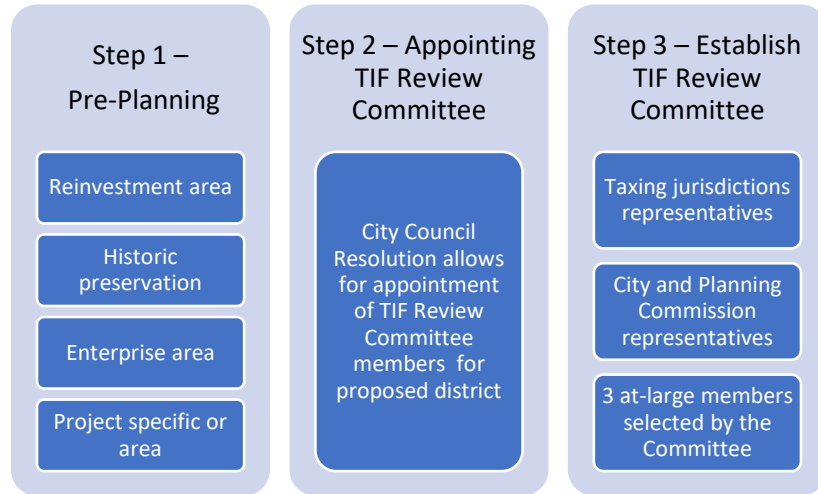 Step 1 –
Pre-Planning
Reinvestment area
Historic
preservation
Enterprise area
Project specific or
area
Step 2 – Appointing
TIF Review
Committee
City Council
Resolution allows
for appointment
of TIF Review
Committee
members for
proposed district
Step 3 – Establish
TIF Review
Committee
Taxing jurisdictions
representatives
City and Planning
Commission
representatives
3 at-large members
selected by the
Committee